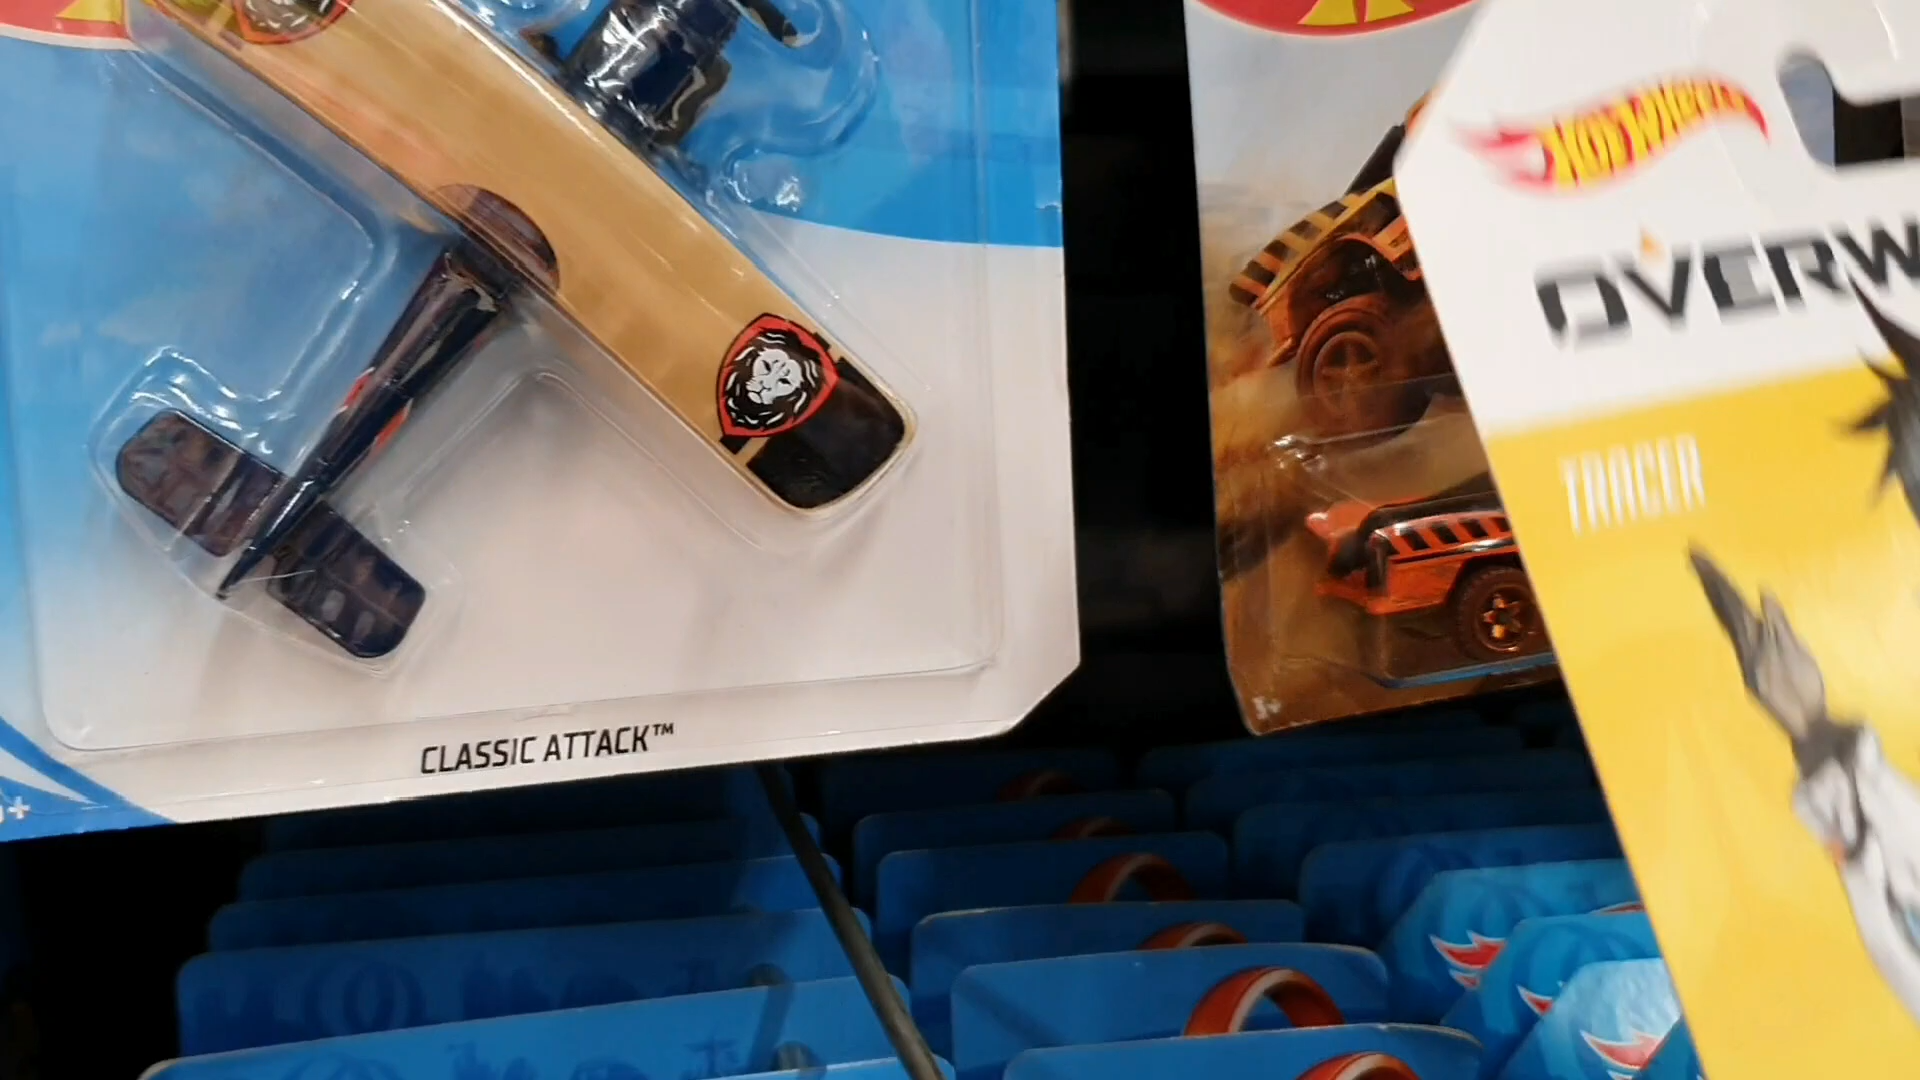 CLASSIC ATTACK™
3+
Hot Wheels
OVERW
TRACER